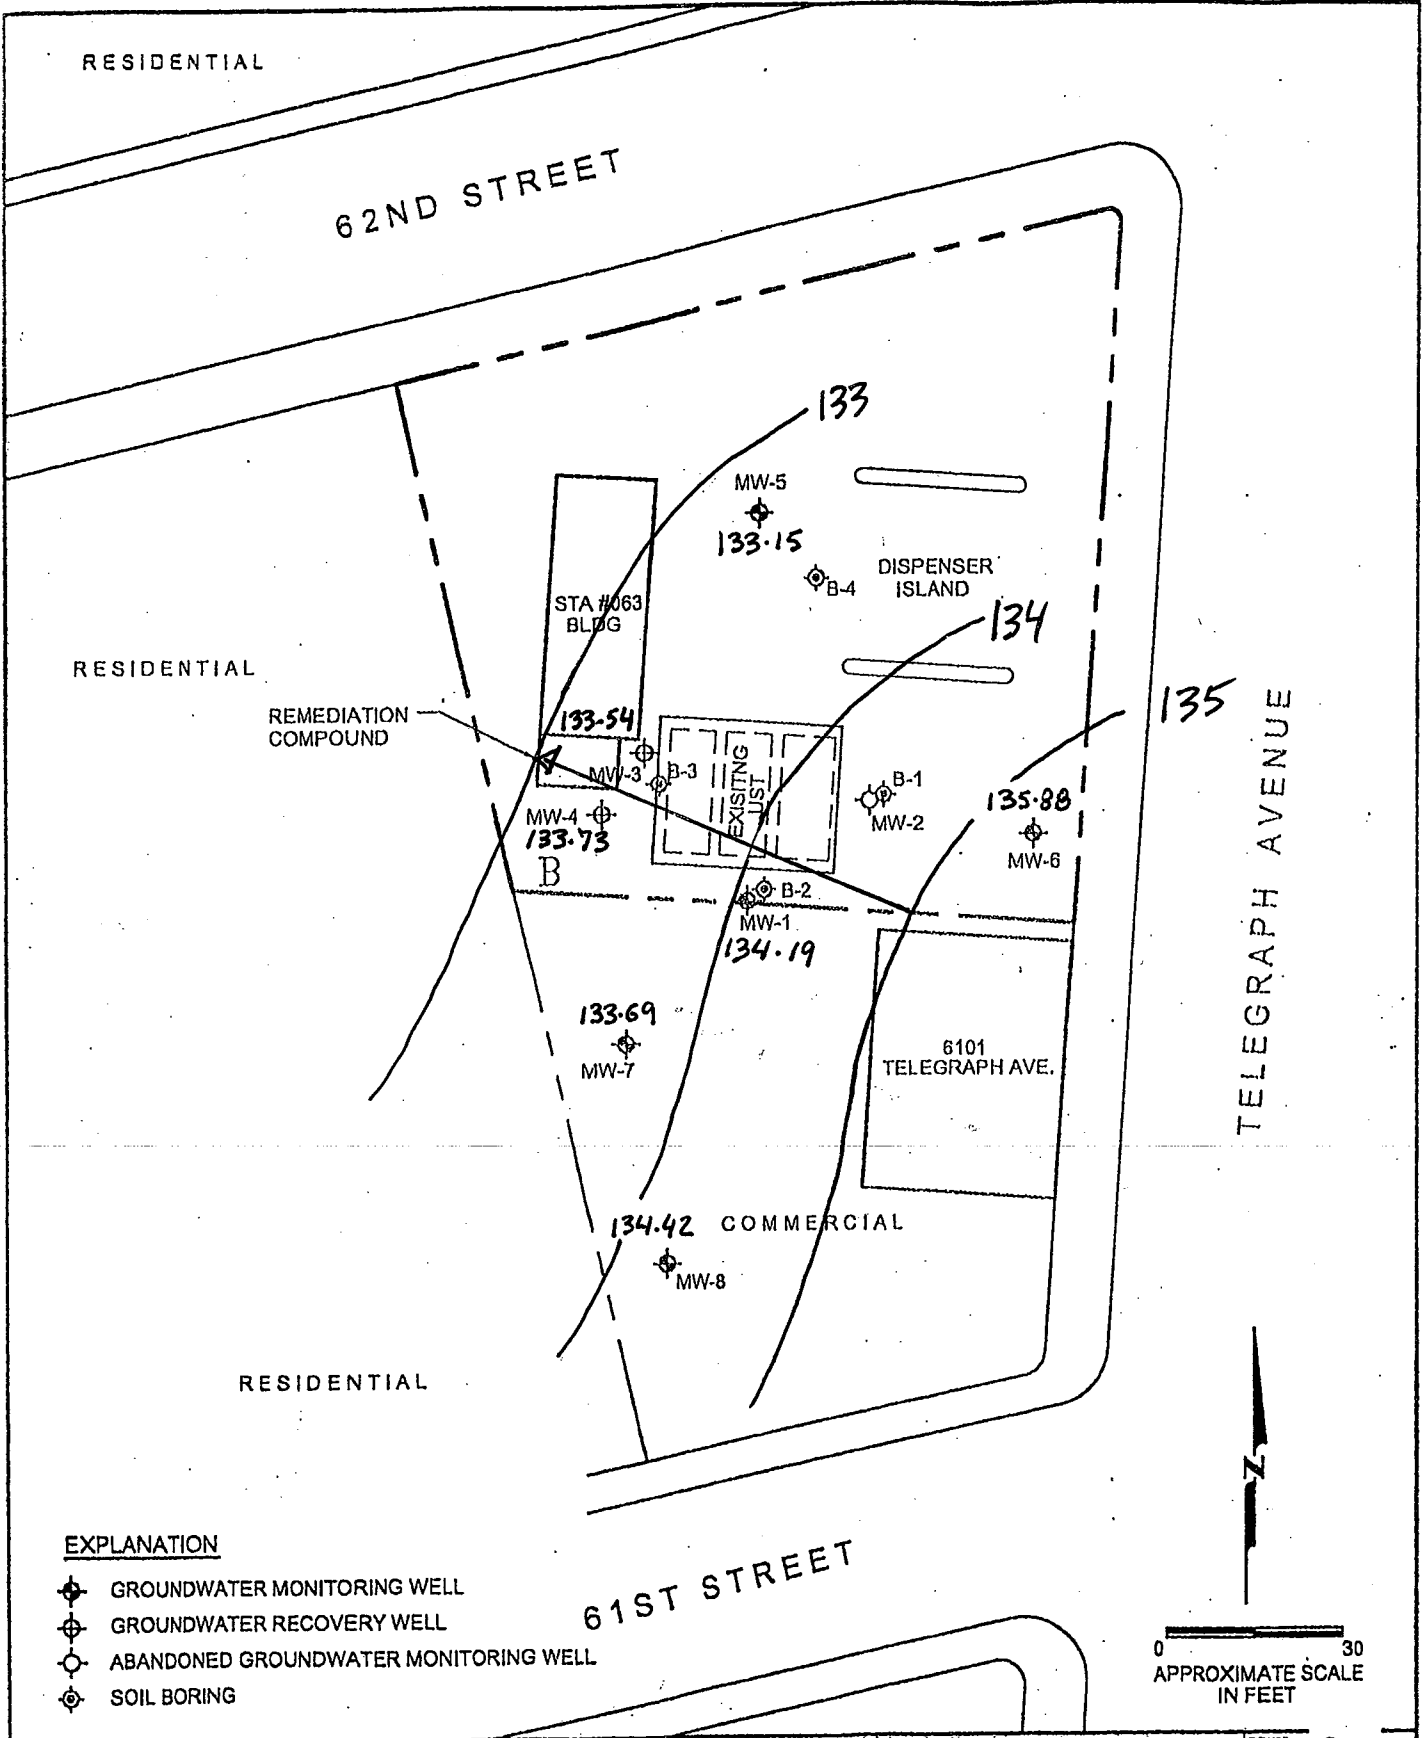 RESIDENTIAL
62ND STREET
133
MW-5
133.15
B-4
DISPENSER
ISLAND
STA #063
BLDG
134
RESIDENTIAL
135
TELEGRAPH AVENUE
REMEDIATION
COMPOUND
133.54
MW-3
B-3
EXISITNG
UST
B-1
MW-2
135.88
MW-6
MW-4
133.73
B
B-2
MW-1
134.19
133.69
MW-7
6101
TELEGRAPH AVE.
134.42
COMMERCIAL
MW-8
RESIDENTIAL
Z
EXPLANATION
GROUNDWATER MONITORING WELL
GROUNDWATER RECOVERY WELL
ABANDONED GROUNDWATER MONITORING WELL
SOIL BORING
61ST STREET
0 30
APPROXIMATE SCALE
IN FEET